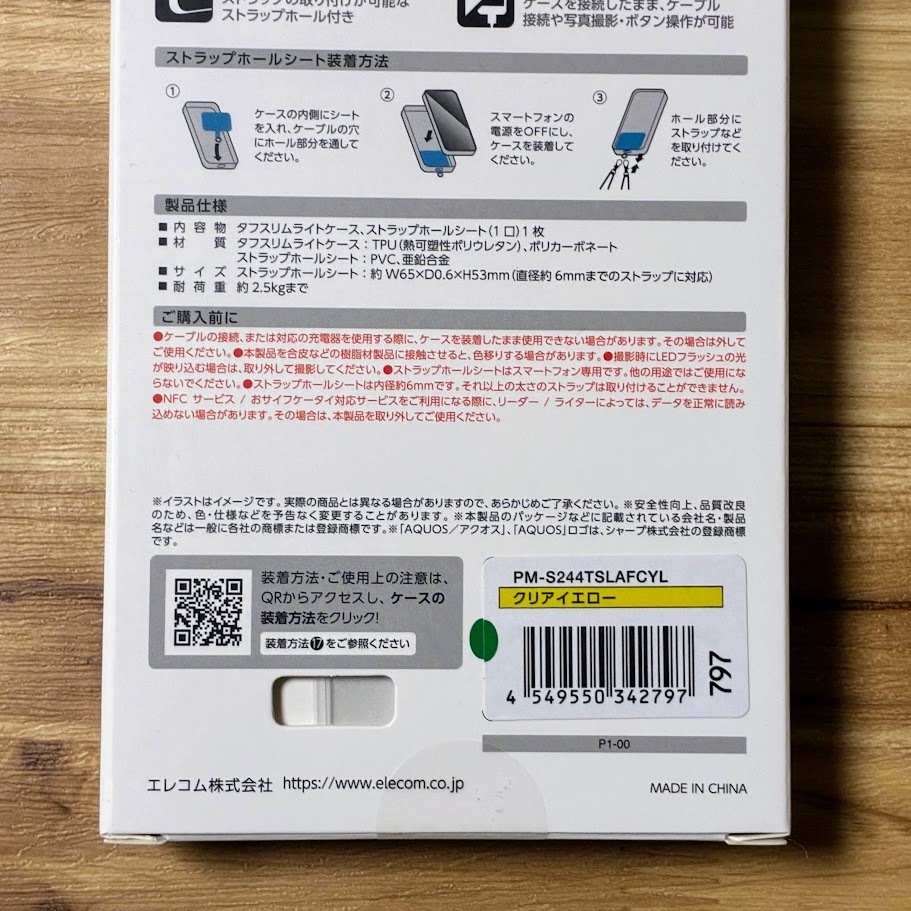 ストラップの取り付けが可能な
ストラップホール付き
ケースを接続したまま、ケーブル
接続や写真撮影・ボタン操作が可能
ストラップホールシート装着方法
①
ケースの内側にシート
を入れ、ケーブルの穴
にホール部分を通して
ください。
②
スマートフォンの
電源をOFFにし、
ケースを装着して
ください。
③
ホール部分に
ストラップなど
を取り付けてく
ださい。
製品仕様
■内容物 タフスリムライトケース、ストラップホールシート(1口)1枚
■材質 タフスリムライトケース:TPU(熱可塑性ポリウレタン)、ポリカーボネート
ストラップホールシート:PVC、亜鉛合金
■サイズ ストラップホールシート:約 W65×D0.6×H53mm(直径約6mmまでのストラップに対応)
■耐荷重 約2.5kgまで
ご購入前に
●ケーブルの接続、または対応の充電器を使用する際に、ケースを装着したまま使用できない場合があります。その場合は外して
ご使用ください。●本製品を合皮などの樹脂材製品に接触させると、色移りする場合があります。●撮影時にLEDフラッシュの光
が映り込む場合は、取り外して撮影してください。●ストラップホールシートはスマートフォン専用です。他の用途ではご使用にな
らないでください。●ストラップホールシートは内径約6mmです。それ以上の太さのストラップは取り付けることができません。
●NFC サービス / おサイフケータイ対応サービスをご利用になる際に、リーダー / ライターによっては、データを正常に読み
込めない場合があります。その場合は、本製品を取り外してご使用ください。
※イラストはイメージです。実際の商品とは異なる場合がありますので、あらかじめご了承ください。※安全性向上、品質改良
のため、色・仕様などを予告なく変更することがあります。※本製品のパッケージなどに記載されている会社名・製品
名などは一般に各社の商標または登録商標です。※「AQUOS/アクオス」、「AQUOS」ロゴは、シャープ株式会社の登録商標
です。
装着方法・ご使用上の注意は、
QRからアクセスし、ケースの
装着方法をクリック!
装着方法⑰をご参照ください
PM-S244TSLAFCYL
クリアイエロー
4 549550 342797
797
P1-00
エレコム株式会社 https://www.elecom.co.jp
MADE IN CHINA